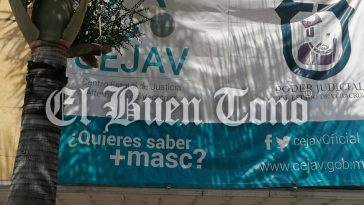 CEJAV
Centro Estatal de Justicia
PODER JUDICIAL
El Buen Tono
¿Quieres saber
+masc?
cejavOficial
www.cejav.gob.m